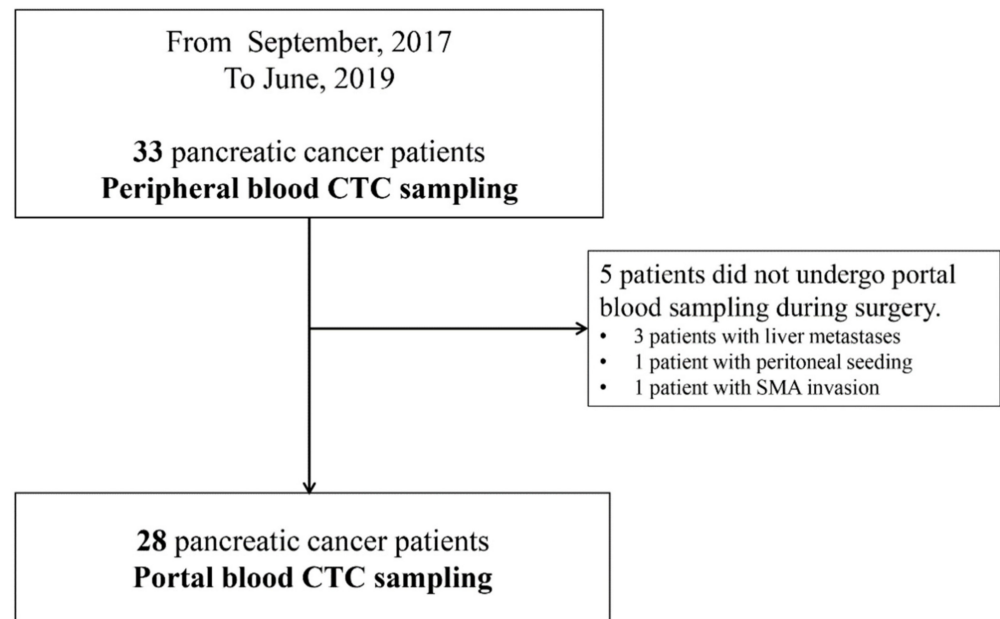 From September, 2017
To June, 2019
33 pancreatic cancer patients
Peripheral blood CTC sampling
5 patients did not undergo portal
blood sampling during surgery.
• 3 patients with liver metastases
• 1 patient with peritoneal seeding
• 1 patient with SMA invasion
28 pancreatic cancer patients
Portal blood CTC sampling